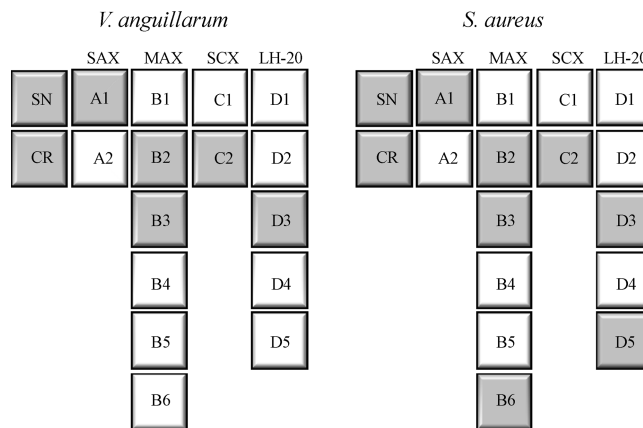 V. anguillarum S. aureus
SAX MAX SCX LH-20 SAX MAX SCX LH-20
SN A1 B1 C1 D1 SN A1 B1 C1 D1
CR A2 B2 C2 D2 CR A2 B2 C2 D2
B3 D3 B3 D3
B4 D4 B4 D4
B5 D5 B5 D5
B6 B6